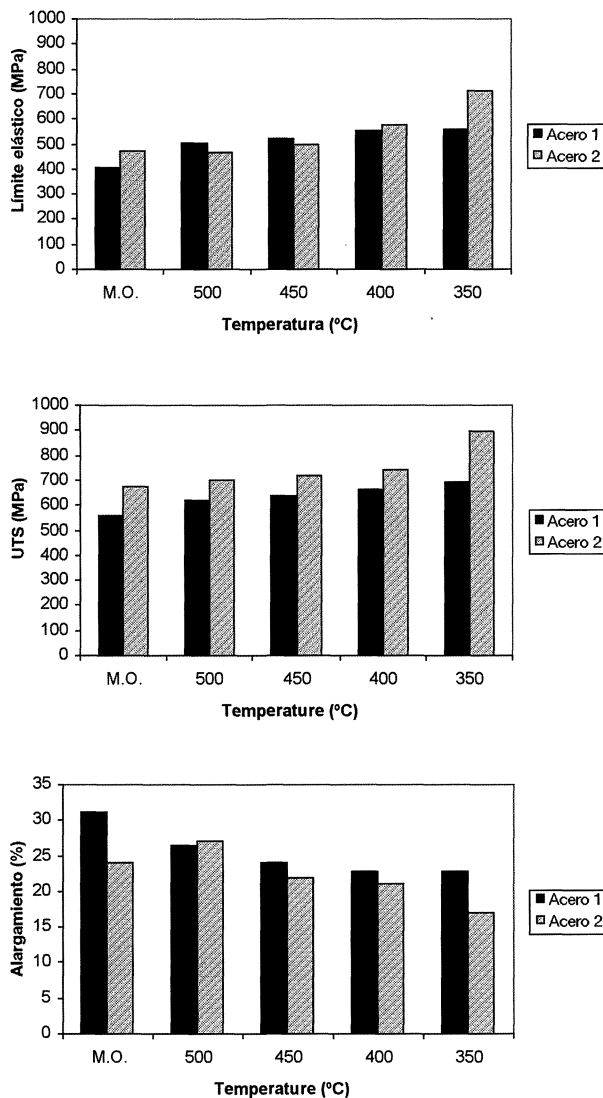 Límite elástico (MPa)
1000
900
800
700
600
500
400
300
200
100
0
M.O. 500 450 400 350
Temperatura (ºC)
Acero 1
Acero 2
UTS (MPa)
1000
900
800
700
600
500
400
300
200
100
0
M.O. 500 450 400 350
Temperature (ºC)
Acero 1
Acero 2
Alargamiento (%)
35
30
25
20
15
10
5
0
M.O. 500 450 400 350
Temperature (ºC)
Acero 1
Acero 2